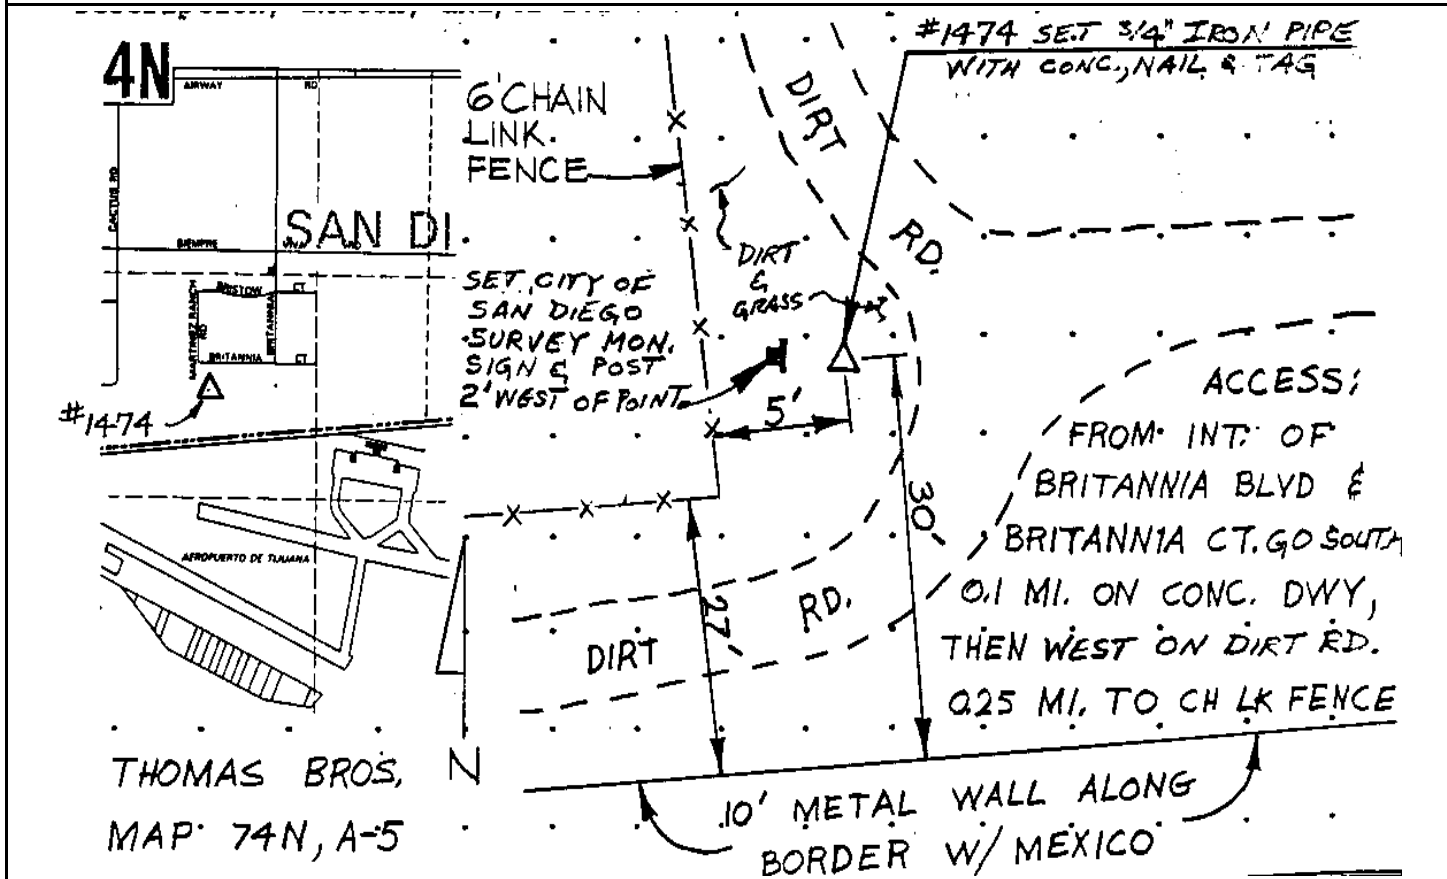 #1474 SET 3/4" IRON PIPE
WITH CONC., NAIL & TAG
4N
AIRWAY RD
CACTUS RD
SAN DI
SIEMPRE VIVA RD
BRISTOW CT
MARTINEZ RANCH RD
BRITANNIA
BRITANNIA CT
#1474
AEROPUERTO DE TIJUANA
6' CHAIN
LINK
FENCE
DIRT
RD.
DIRT
&
GRASS
SET CITY OF
SAN DIEGO
SURVEY MON.
SIGN & POST
2' WEST OF POINT.
5'
30'
27'
DIRT
RD.
ACCESS:
FROM INT. OF
BRITANNIA BLVD &
BRITANNIA CT. GO SOUTH
0.1 MI. ON CONC. DWY,
THEN WEST ON DIRT RD.
0.25 MI. TO CH LK FENCE
N
THOMAS BROS.
MAP 74N, A-5
10' METAL WALL ALONG
BORDER W/ MEXICO